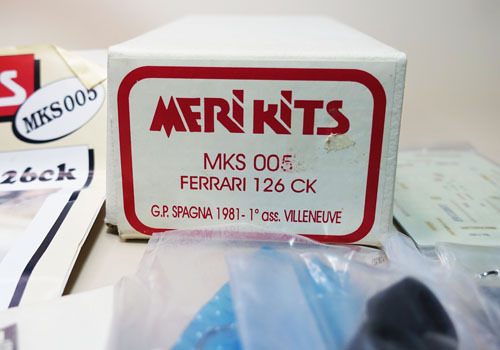 MERI KITS
MKS 005
FERRARI 126 CK
G.P. SPAGNA 1981- 1° ass. VILLENEUVE
MKS005
126ck